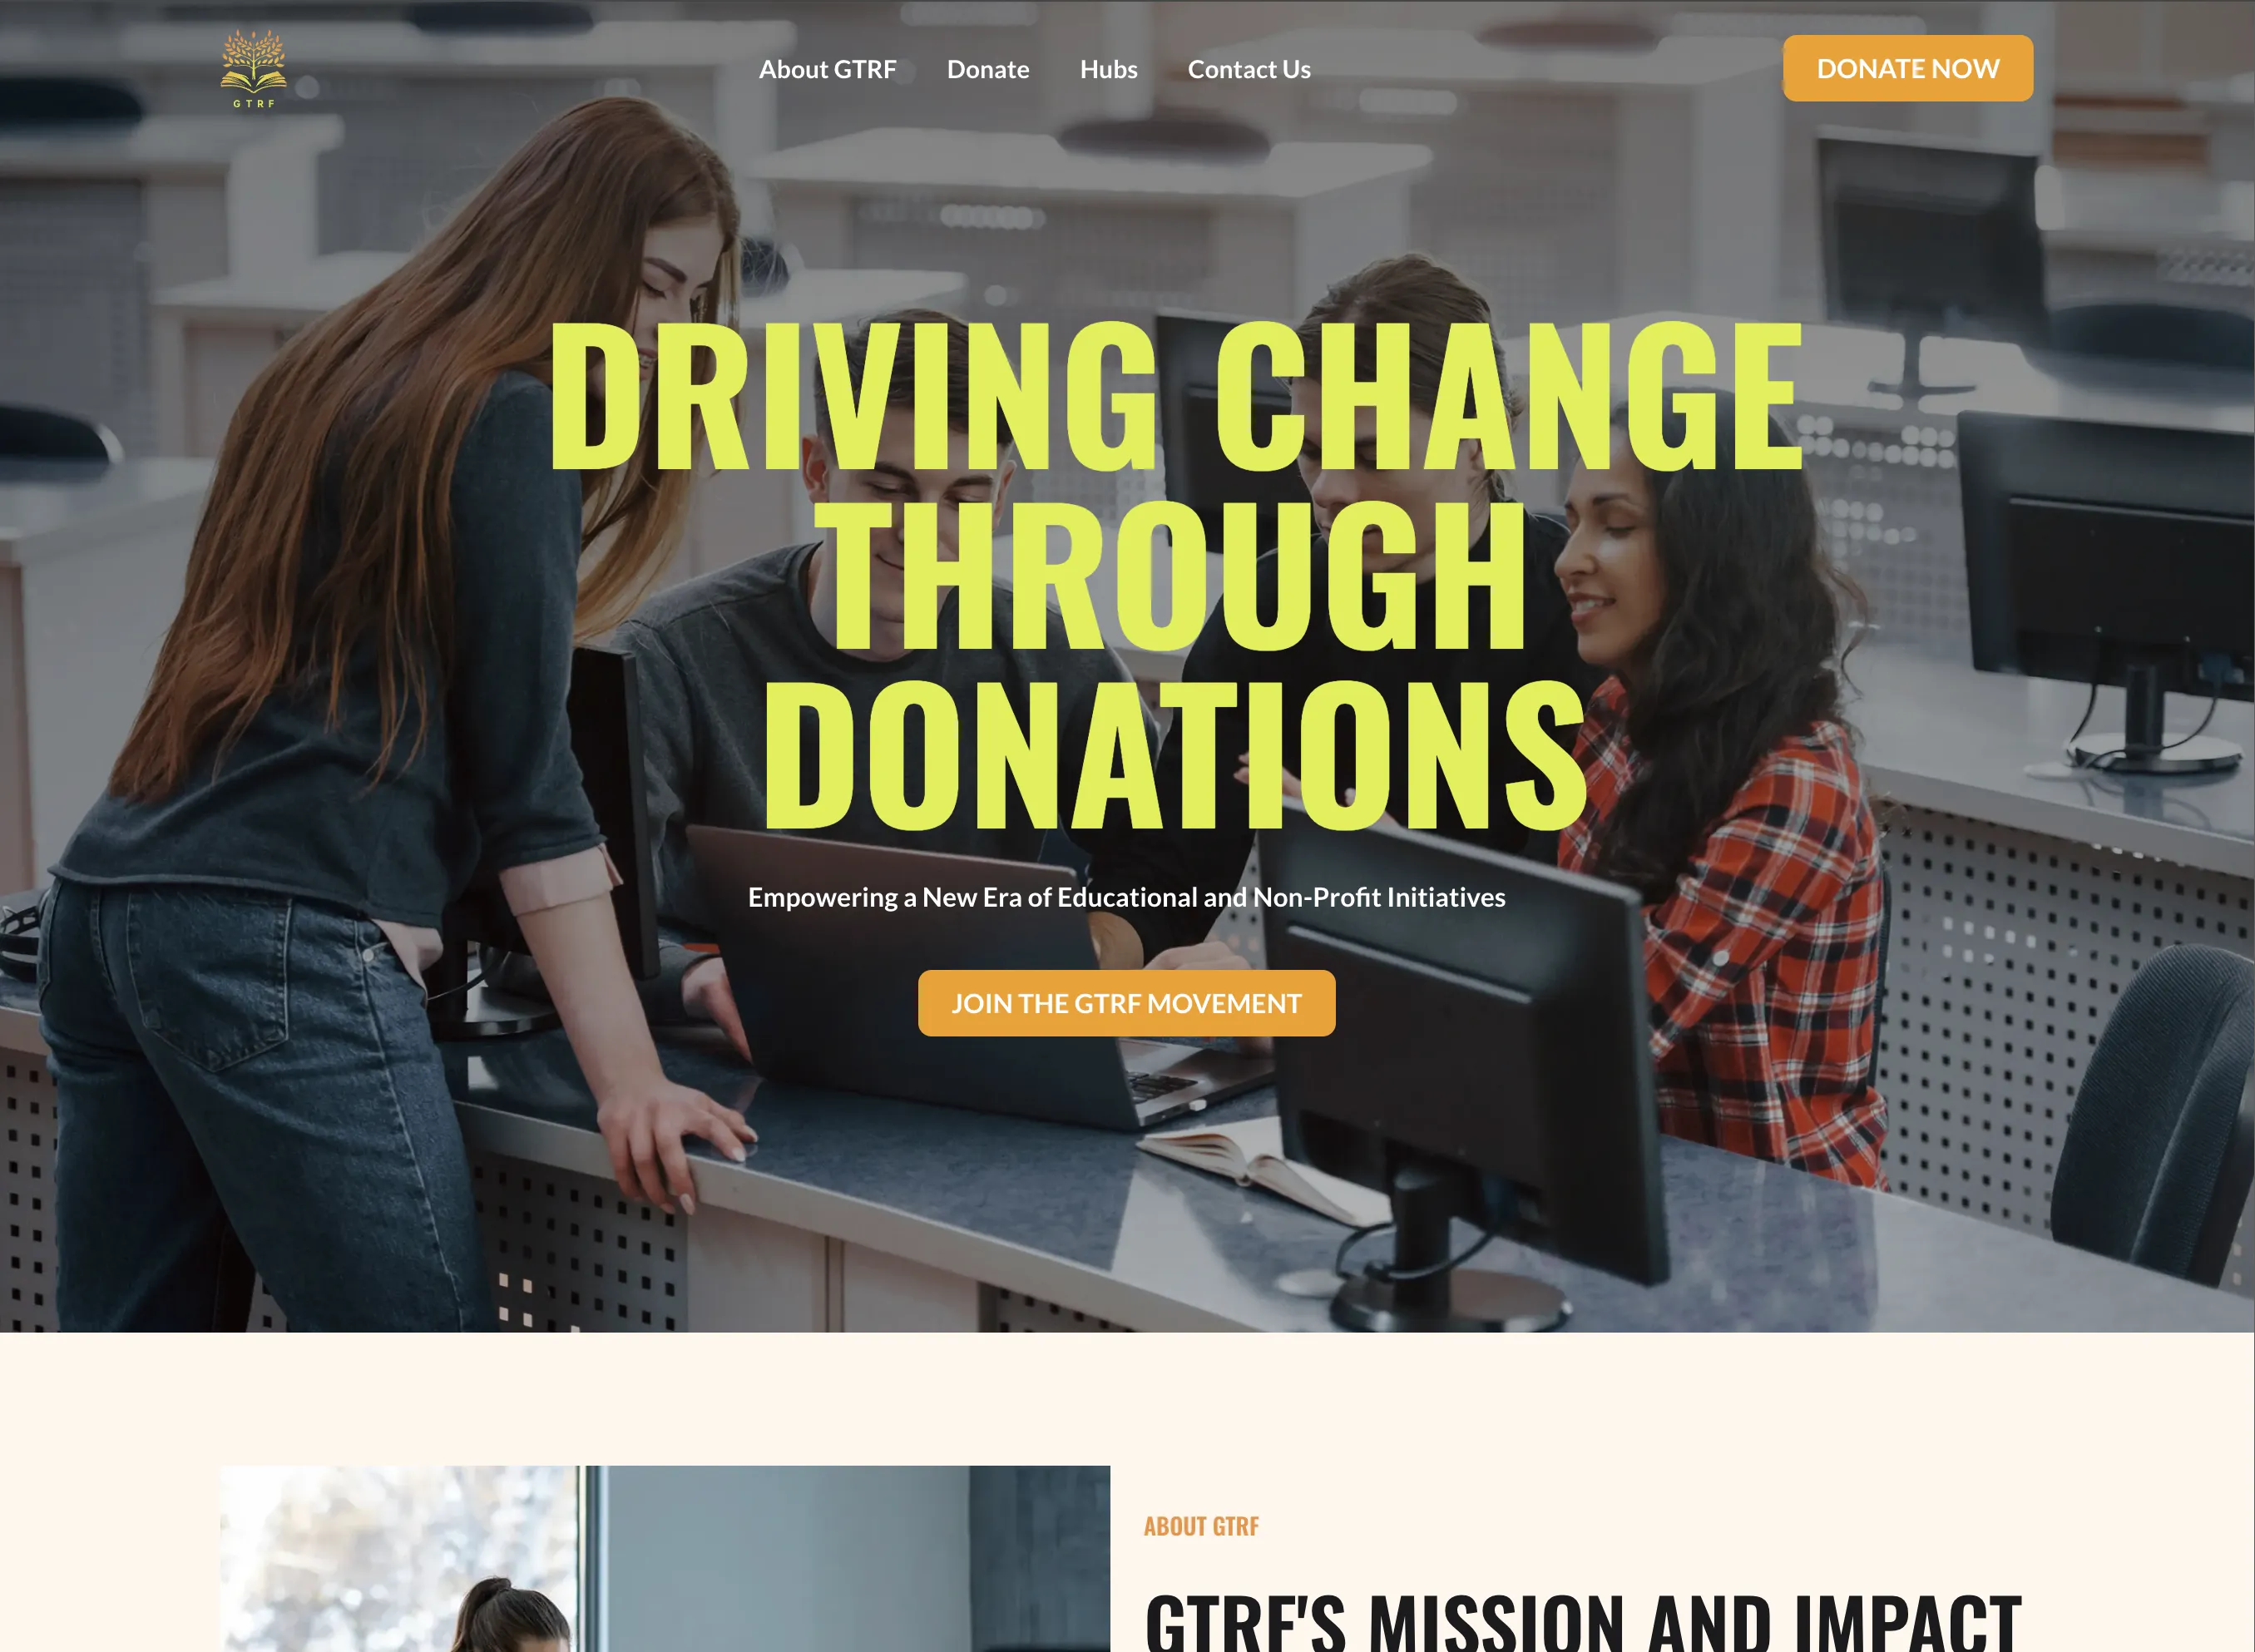 GTRF
About GTRF
Donate
Hubs
Contact Us
DONATE NOW
DRIVING CHANGE
THROUGH
DONATIONS
Empowering a New Era of Educational and Non-Profit Initiatives
JOIN THE GTRF MOVEMENT
ABOUT GTRF
GTRF'S MISSION AND IMPACT